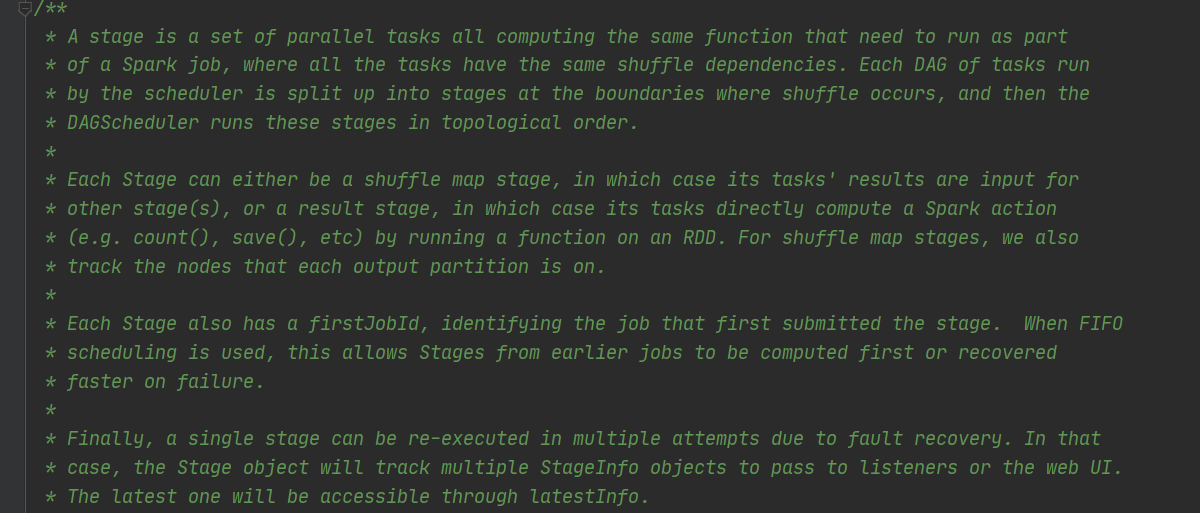 /**
* A stage is a set of parallel tasks all computing the same function that need to run as part
* of a Spark job, where all the tasks have the same shuffle dependencies. Each DAG of tasks run
* by the scheduler is split up into stages at the boundaries where shuffle occurs, and then the
* DAGScheduler runs these stages in topological order.
*
* Each Stage can either be a shuffle map stage, in which case its tasks' results are input for
* other stage(s), or a result stage, in which case its tasks directly compute a Spark action
* (e.g. count(), save(), etc) by running a function on an RDD. For shuffle map stages, we also
* track the nodes that each output partition is on.
*
* Each Stage also has a firstJobId, identifying the job that first submitted the stage.  When FIFO
* scheduling is used, this allows Stages from earlier jobs to be computed first or recovered
* faster on failure.
*
* Finally, a single stage can be re-executed in multiple attempts due to fault recovery. In that
* case, the Stage object will track multiple StageInfo objects to pass to listeners or the web UI.
* The latest one will be accessible through latestInfo.